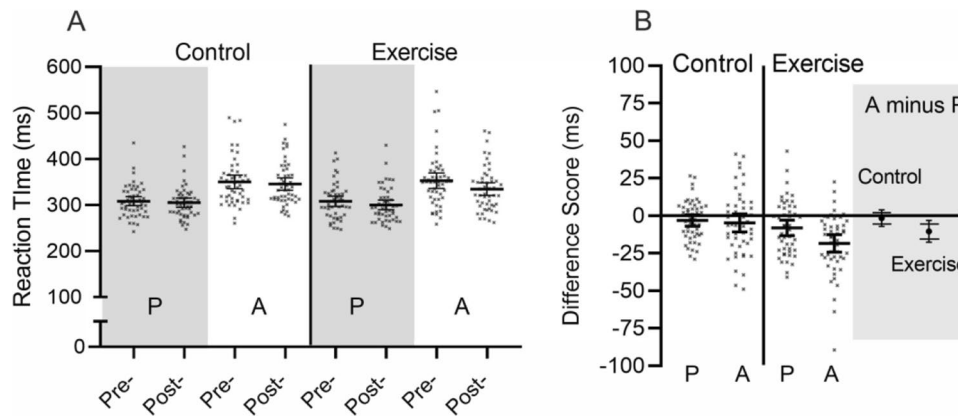 A
Control Exercise
Reaction TIme (ms)
600
500
400
300
200
100
0
P A P A
Pre- Post- Pre- Post- Pre- Post- Pre- Post-
B
Control Exercise
Difference Score (ms)
100
75
50
25
0
-25
-50
-75
-100
P A P A
A minus P
Control
Exercise